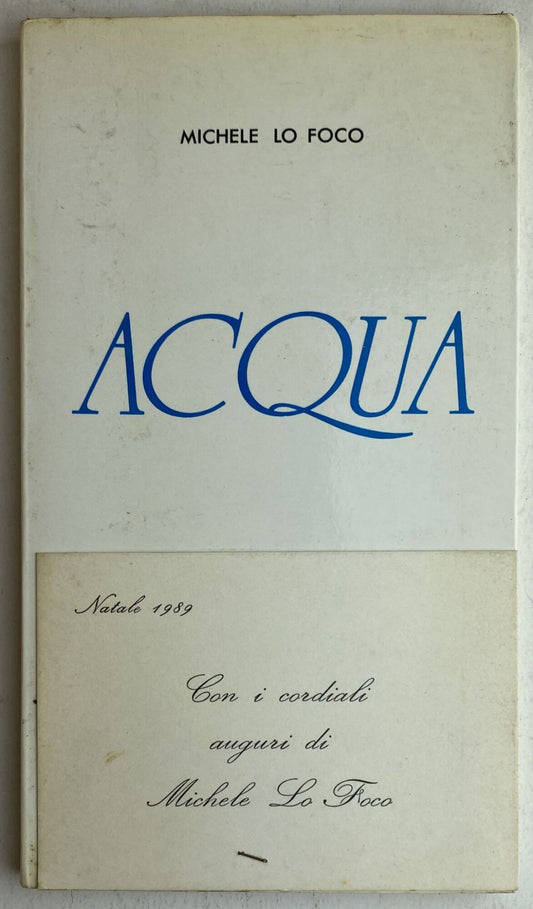 MICHELE LO FOCO
ACQUA
Natale 1989
Con i cordiali
auguri di
Michele Lo Foco